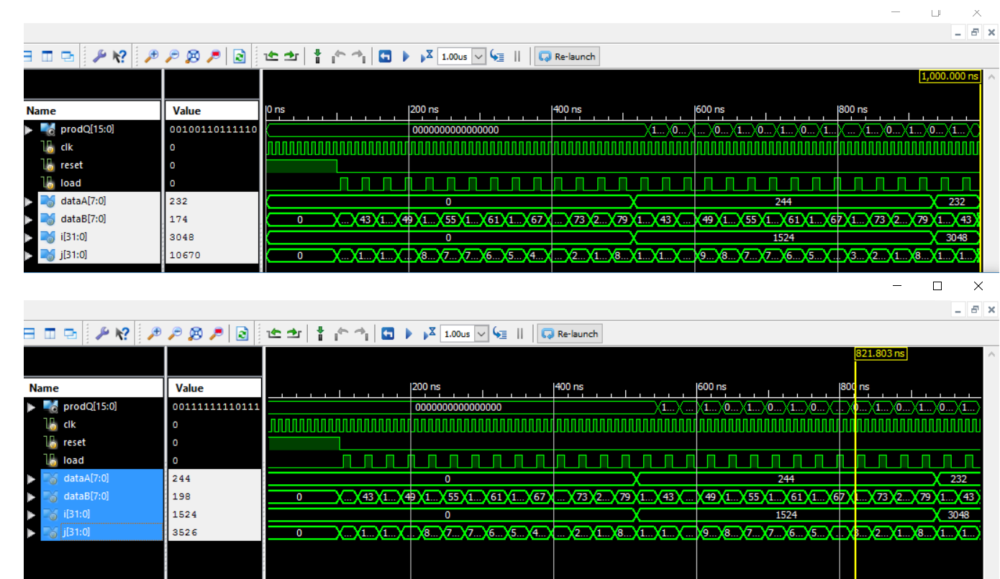 1.00us Re-launch
1,000.000 ns
Name Value 0 ns 200 ns 400 ns 600 ns 800 ns
prodQ[15:0] 00100110111110 0000000000000000 1... 0... ... 0... 1... 0... 1... 0... 1... ... 1... 0... 1... 0... 1...
clk 0
reset 0
load 0
dataA[7:0] 232 0 244 232
dataB[7:0] 174 0 ... 43 1... 49 1... 55 1... 61 1... 67 ... 73 2... 79 1... 43 ... 49 1... 55 1... 61 1... 67 1... 73 2... 79 1... 43
i[31:0] 3048 0 1524 3048
j[31:0] 10670 0 ... 1... 1... ... 8... 7... 7... 6... 5... 4... ... 2... 1... 8... 1... 1... ... 9... 8... 7... 7... 6... 5... ... 3... 2... 1... 8... 1... 1...
1.00us Re-launch
821.803 ns
Name Value 200 ns 400 ns 600 ns 800 ns
prodQ[15:0] 00111111110111 0000000000000000 1... ... 1... 0... 1... 0... 1... 0... ... 0... 1... 0... 1... 0... 1...
clk 0
reset 0
load 0
dataA[7:0] 244 0 244 232
dataB[7:0] 198 0 ... 43 1... 49 1... 55 1... 61 1... 67 ... 73 2... 79 1... 43 ... 49 1... 55 1... 61 1... 67 1... 73 2... 79 1... 43
i[31:0] 1524 0 1524 3048
j[31:0] 3526 0 ... 1... 1... ... 8... 7... 7... 6... 5... 4... ... 2... 1... 8... 1... 1... ... 9... 8... 7... 7... 6... 5... ... 3... 2... 1... 8... 1... 1...